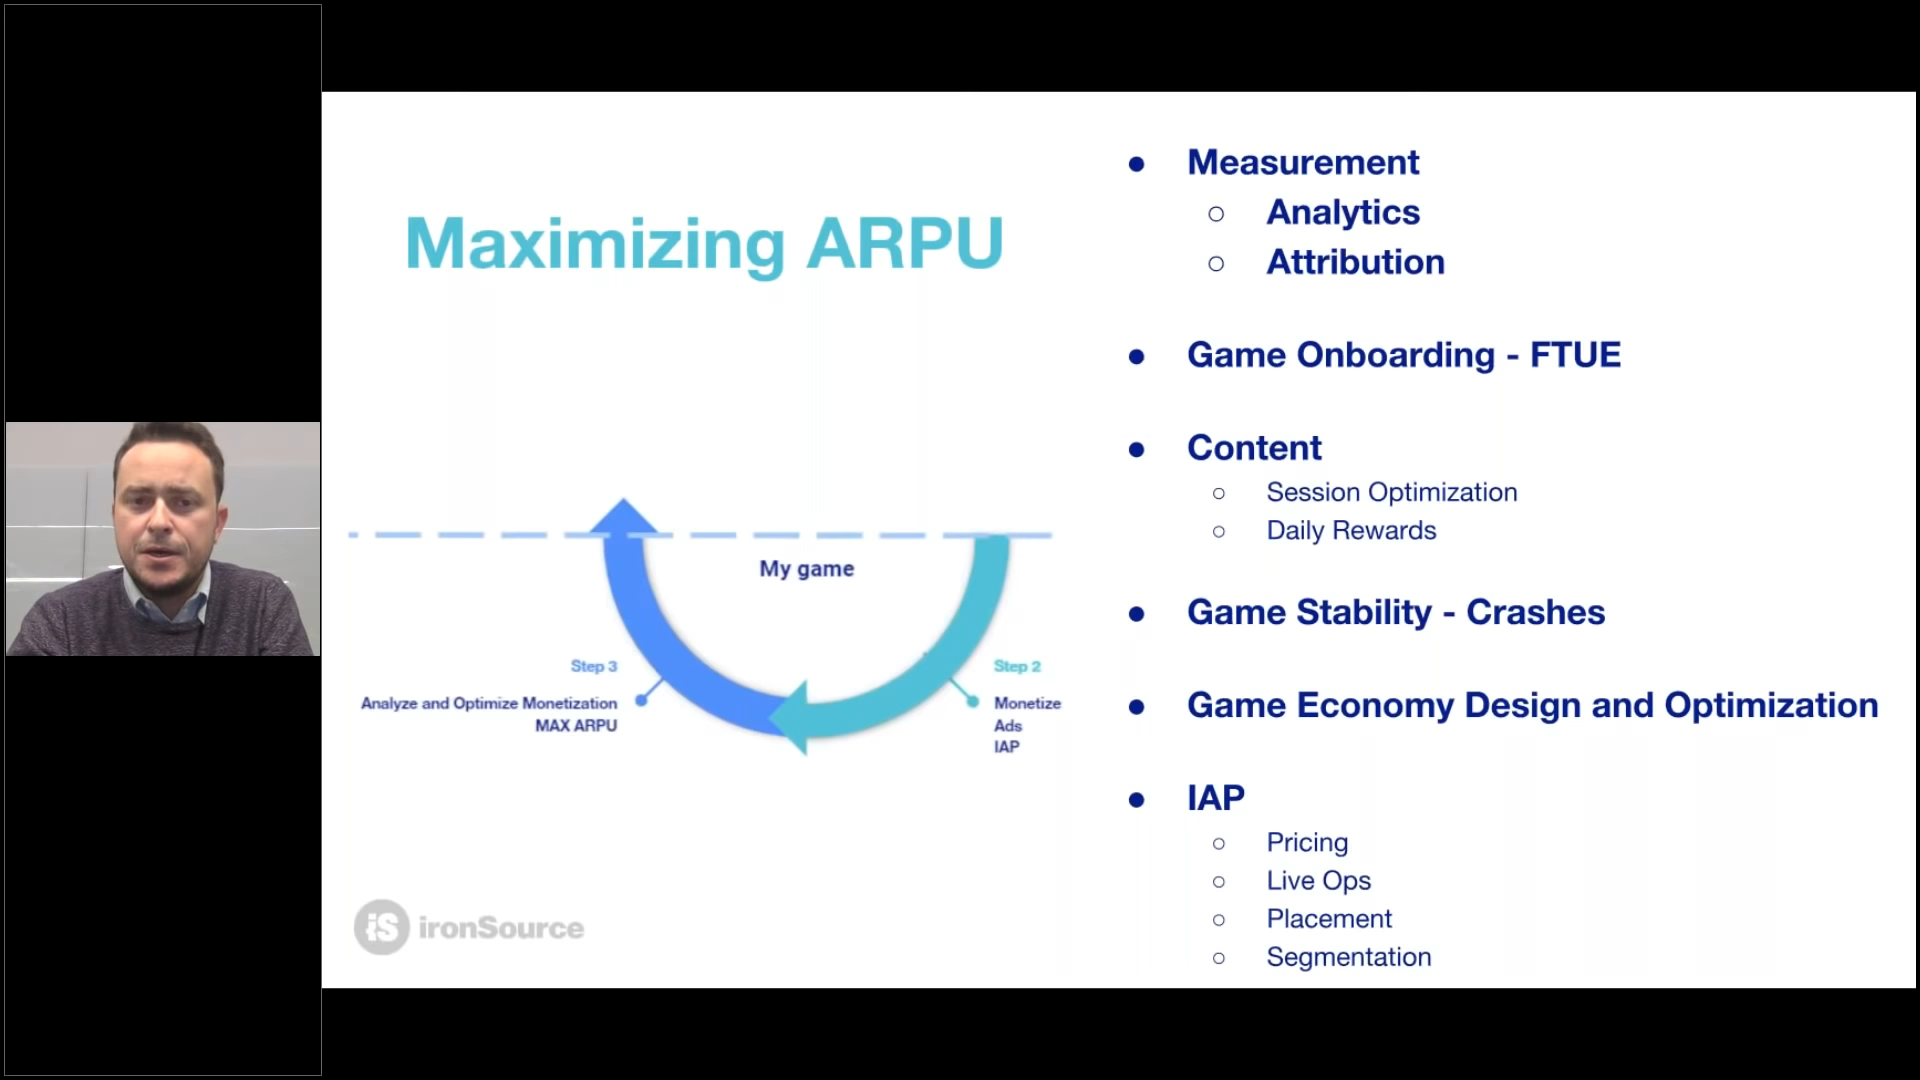 Maximizing ARPU
My game
Step 3
Analyze and Optimize Monetization
MAX ARPU
Step 2
Monetize
Ads
IAP
iS ironSource
● Measurement
○ Analytics
○ Attribution
● Game Onboarding - FTUE
● Content
○ Session Optimization
○ Daily Rewards
● Game Stability - Crashes
● Game Economy Design and Optimization
● IAP
○ Pricing
○ Live Ops
○ Placement
○ Segmentation